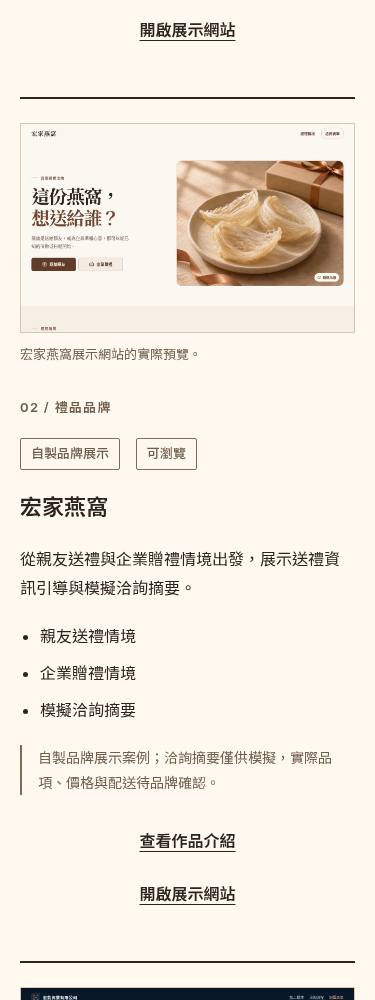 開啟展示網站
宏家燕窩
這份燕窩，
想送給誰？
宏家燕窩展示網站的實際預覽。
02 / 禮品品牌
自製品牌展示
可瀏覽
宏家燕窩
從親友送禮與企業贈禮情境出發，展示送禮資
訊引導與模擬洽詢摘要。
親友送禮情境
企業贈禮情境
模擬洽詢摘要
自製品牌展示案例；洽詢摘要僅供模擬，實際品
項、價格與配送待品牌確認。
查看作品介紹
開啟展示網站